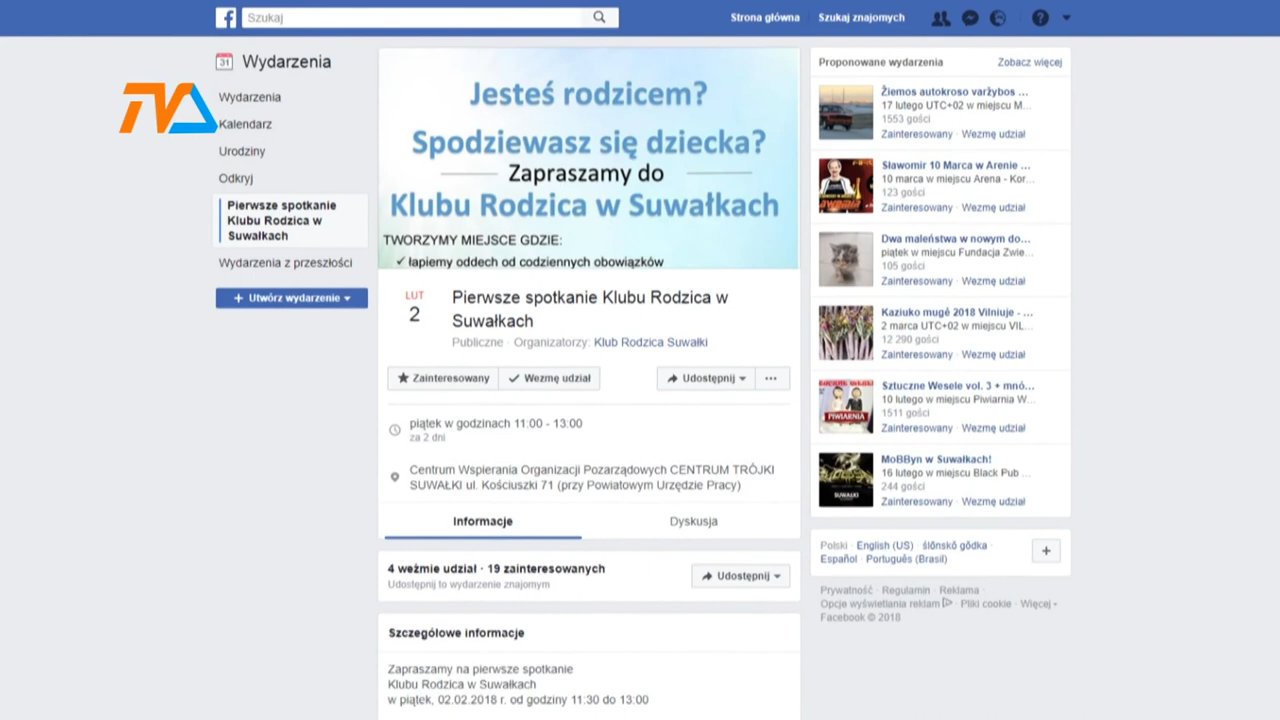 Szukaj
Strona główna
Szukaj znajomych
31 Wydarzenia
TVA
Wydarzenia
Kalendarz
Urodziny
Odkryj
Pierwsze spotkanie
Klubu Rodzica w
Suwałkach
Wydarzenia z przeszłości
+ Utwórz wydarzenie
Jesteś rodzicem?
Spodziewasz się dziecka?
Zapraszamy do
Klubu Rodzica w Suwałkach
TWORZYMY MIEJSCE GDZIE:
✓ łapiemy oddech od codziennych obowiązków
LUT
2
Pierwsze spotkanie Klubu Rodzica w
Suwałkach
Publiczne · Organizatorzy: Klub Rodzica Suwałki
Zainteresowany
Wezmę udział
Udostępnij
...
piątek w godzinach 11:00 - 13:00
za 2 dni
Centrum Wspierania Organizacji Pozarządowych CENTRUM TRÓJKI
SUWAŁKI ul. Kościuszki 71 (przy Powiatowym Urzędzie Pracy)
Informacje
Dyskusja
4 weźmie udział · 19 zainteresowanych
Udostępnij to wydarzenie znajomym
Udostępnij
Szczegółowe informacje
Zapraszamy na pierwsze spotkanie
Klubu Rodzica w Suwałkach
w piątek, 02.02.2018 r. od godziny 11:30 do 13:00
Proponowane wydarzenia
Zobacz więcej
Žiemos autokroso varžybos ...
17 lutego UTC+02 w miejscu M...
1553 gości
Zainteresowany · Wezmę udział
Sławomir 10 Marca w Arenie ...
10 marca w miejscu Arena - Kor...
123 gości
Zainteresowany · Wezmę udział
Dwa maleństwa w nowym do...
piątek w miejscu Fundacja Zwie...
105 gości
Zainteresowany · Wezmę udział
Kaziuko mugė 2018 Vilniuje - ...
2 marca UTC+02 w miejscu VIL...
12 290 gości
Zainteresowany · Wezmę udział
PIWIARNIA
Sztuczne Wesele vol. 3 + mnó...
10 lutego w miejscu Piwiarnia W...
1511 gości
Zainteresowany · Wezmę udział
SUWAŁKI
MoBByn w Suwałkach!
16 lutego w miejscu Black Pub ...
244 gości
Zainteresowany · Wezmę udział
Polski · English (US) · ślōnskŏ gŏdka ·
Español · Português (Brasil)
+
Prywatność · Regulamin · Reklama ·
Opcje wyświetlania reklam · Pliki cookie · Więcej
Facebook © 2018